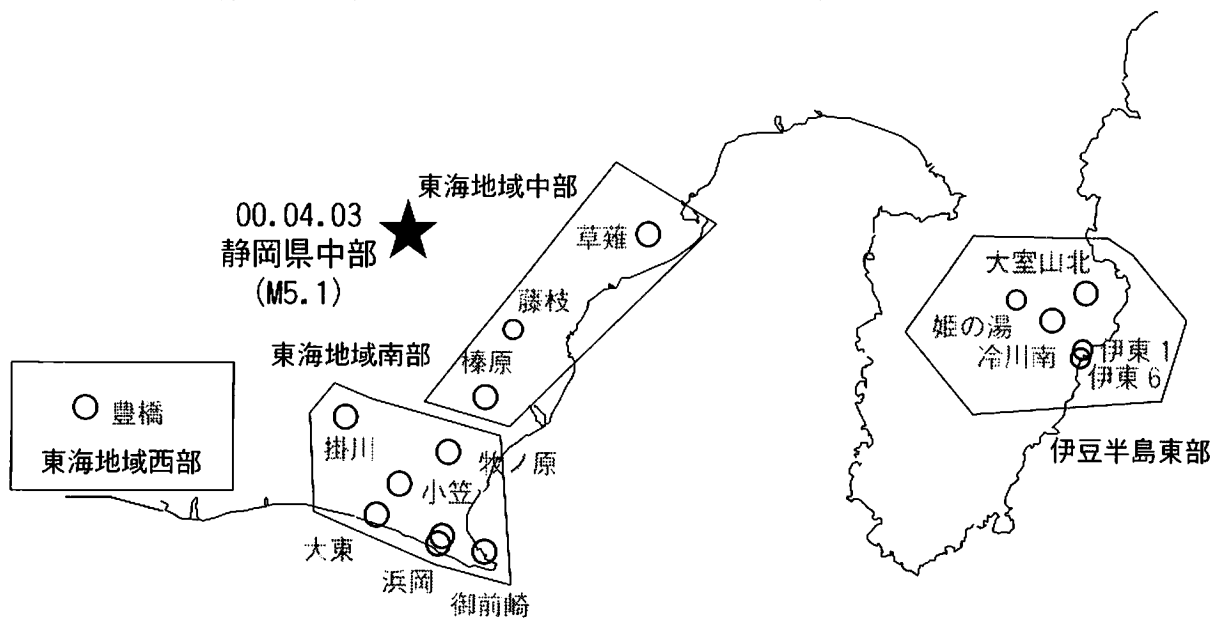 東海地域中部
00.04.03
静岡県中部
(M5.1)
草薙
藤枝
榛原
東海地域南部
豊橋
東海地域西部
掛川
牧ノ原
小笠
大東
浜岡
御前崎
大室山北
姫の湯
冷川南
伊東1
伊東6
伊豆半島東部